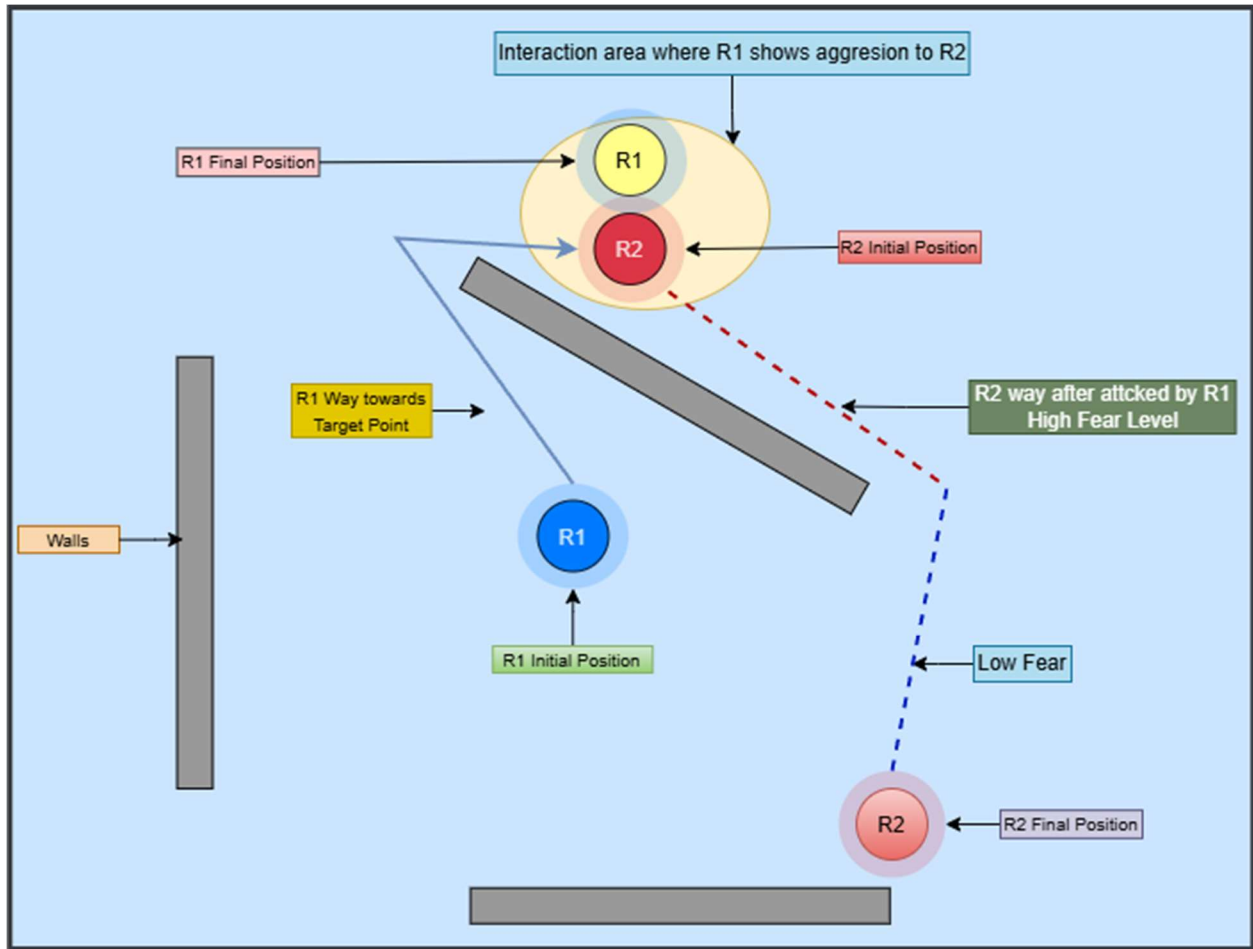 Interaction area where R1 shows aggresion to R2
R1
R1 Final Position
R2
R2 Initial Position
R1 Way towards
Target Point
R2 way after attcked by R1
High Fear Level
Walls
R1
R1 Initial Position
Low Fear
R2
R2 Final Position